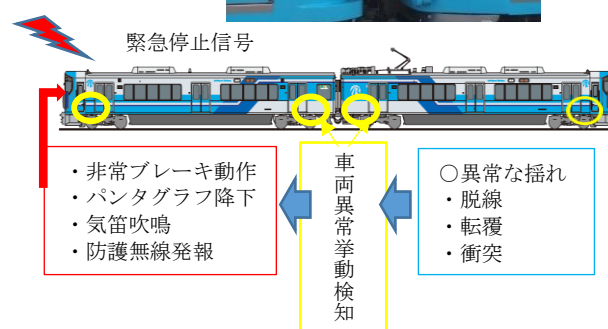 緊急停止信号
・非常ブレーキ動作
・パンタグラフ降下
・気笛吹鳴
・防護無線発報
車両異常挙動検知
○異常な揺れ
・脱線
・転覆
・衝突